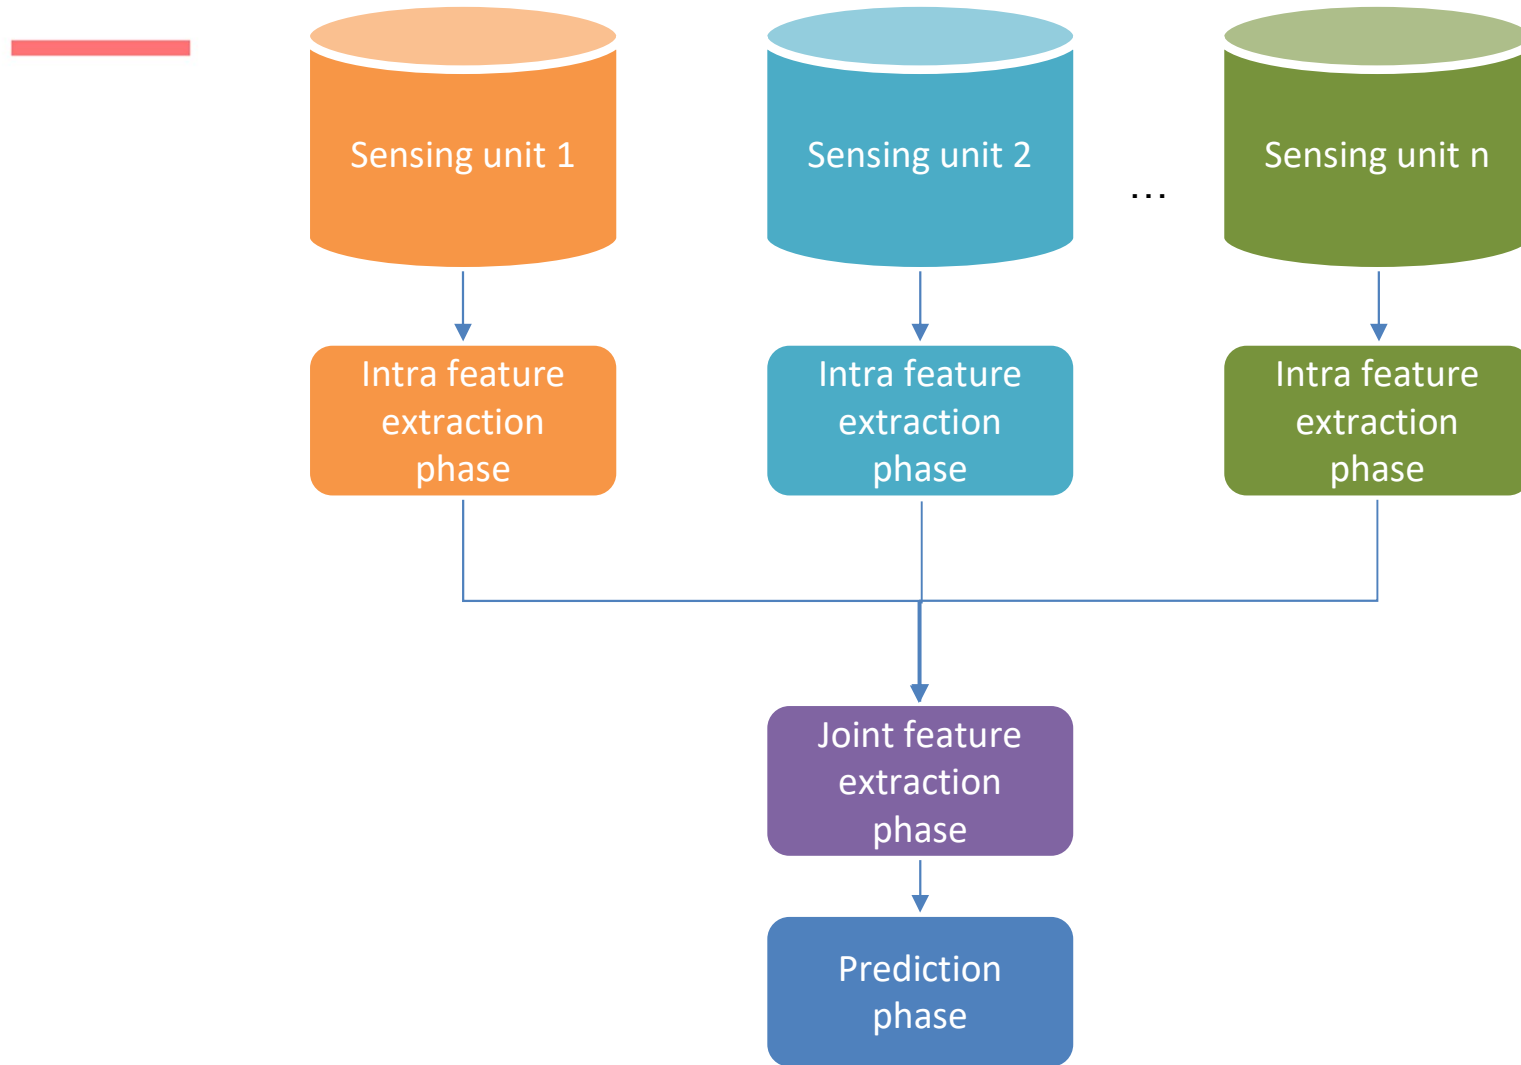 Sensing unit 1
Sensing unit 2
...
Sensing unit n
Intra feature
extraction
phase
Intra feature
extraction
phase
Intra feature
extraction
phase
Joint feature
extraction
phase
Prediction
phase